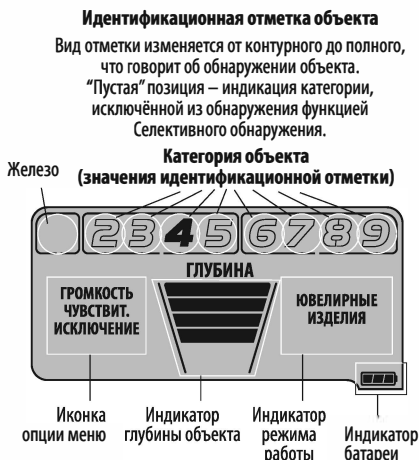 Идентификационная отметка объекта
Вид отметки изменяется от контурного до полного,
что говорит об обнаружении объекта.
“Пустая” позиция – индикация категории,
исключённой из обнаружения функцией
Селективного обнаружения.
Категория объекта
(значения идентификационной отметки)
Железо
2 3 4 5 6 7 8 9
ГЛУБИНА
ГРОМКОСТЬ
ЧУВСТВИТ.
ИСКЛЮЧЕНИЕ
ЮВЕЛИРНЫЕ
ИЗДЕЛИЯ
Иконка
опции меню
Индикатор
глубины объекта
Индикатор
режима
работы
Индикатор
батареи